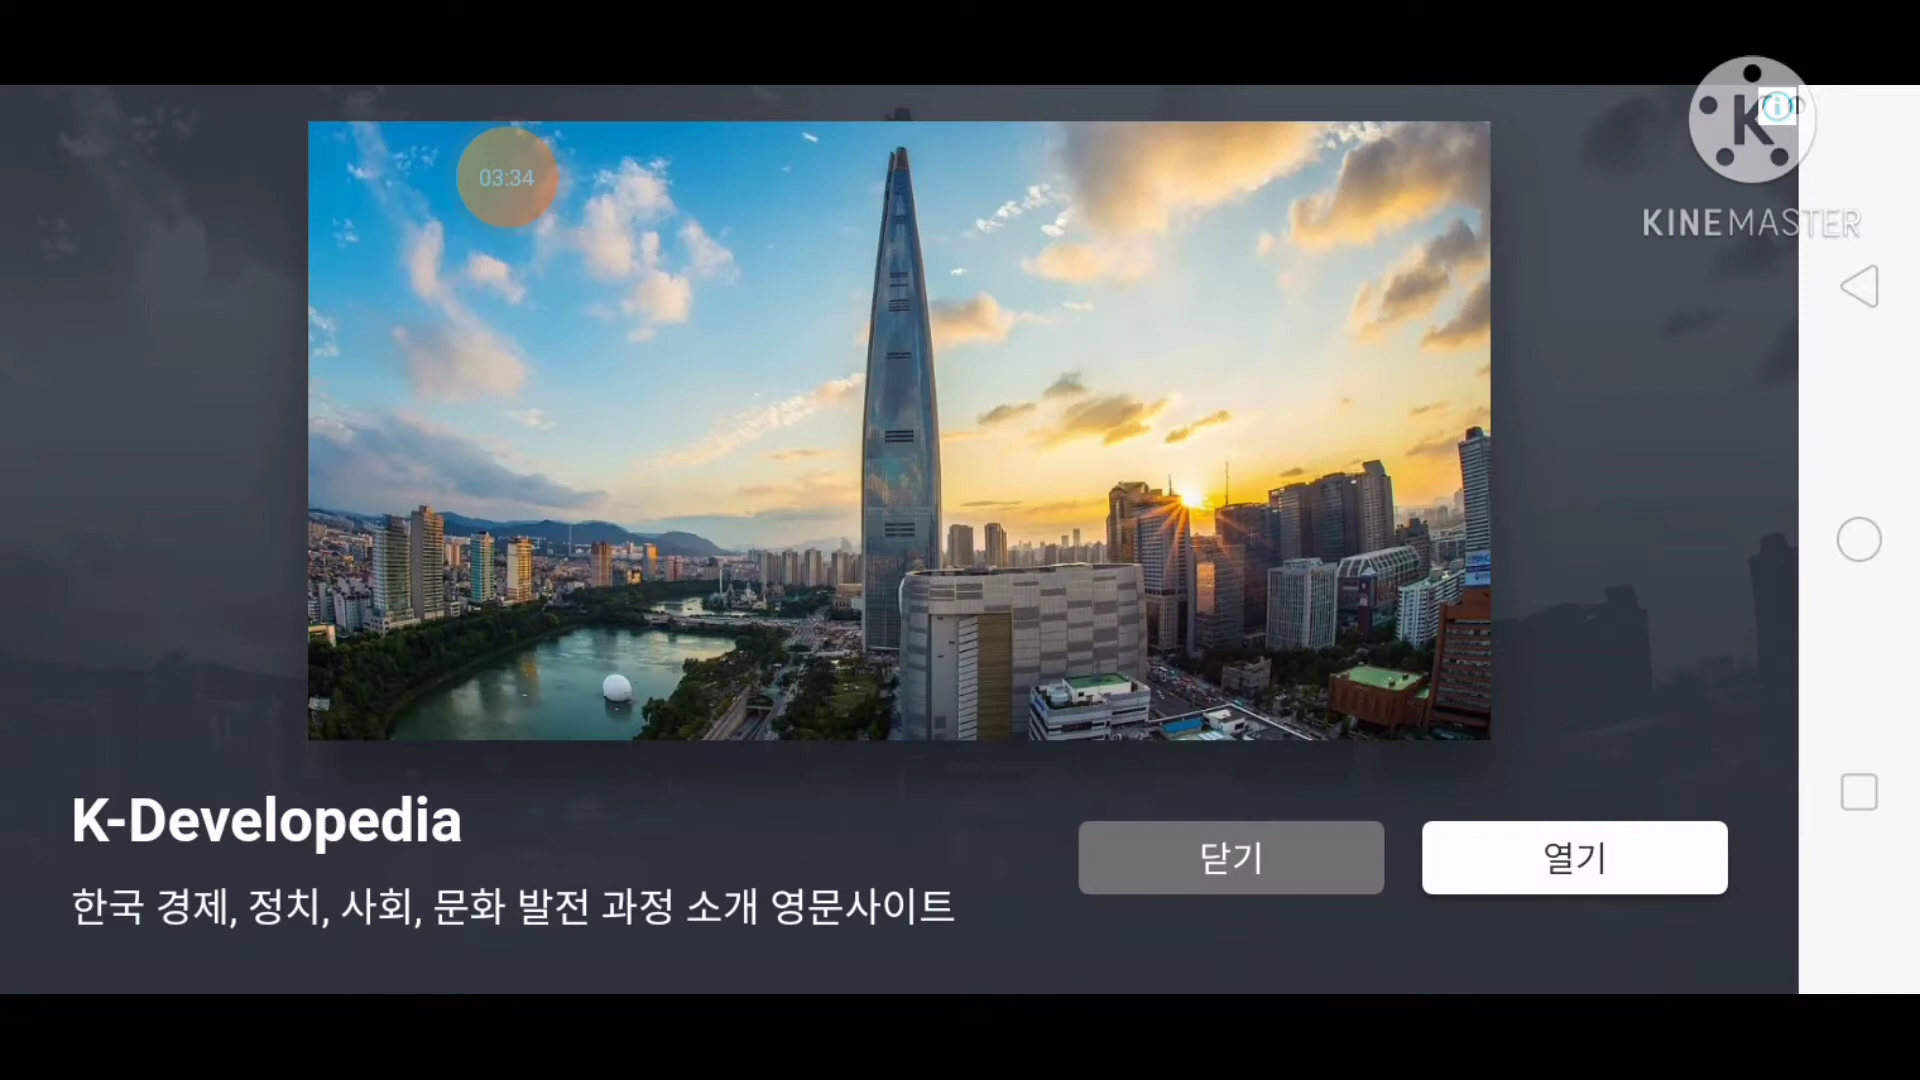 03:34
K
KINEMASTER
K-Developedia
한국 경제, 정치, 사회, 문화 발전 과정 소개 영문사이트
닫기
열기